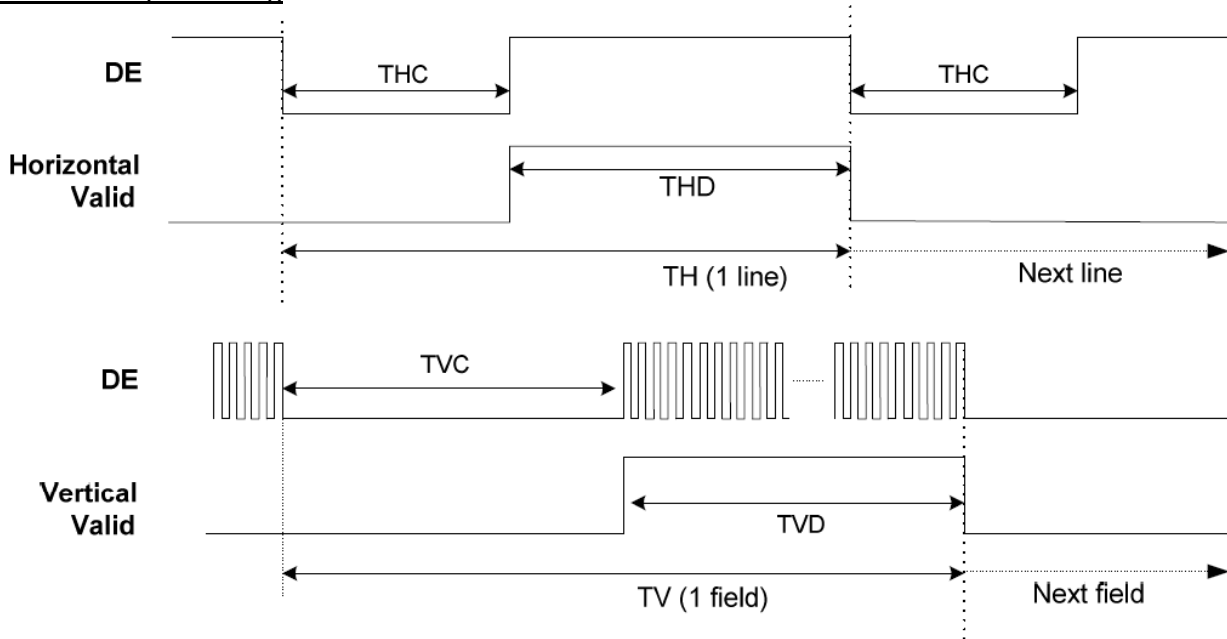 DE
THC
THC
Horizontal
Valid
THD
TH (1 line)
Next line
DE
TVC
Vertical
Valid
TVD
TV (1 field)
Next field